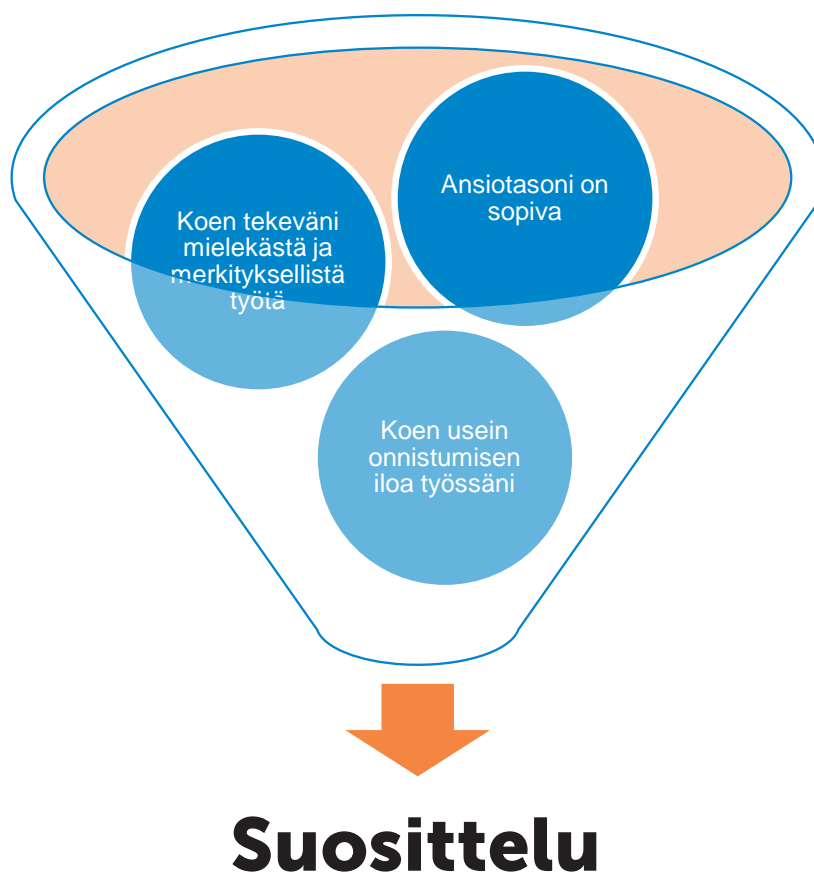 Ansiotasoni on
sopiva
Koen tekeväni
mielekästä ja
merkityksellistä
työtä
Koen usein
onnistumisen
iloa työssäni
Suosittelu